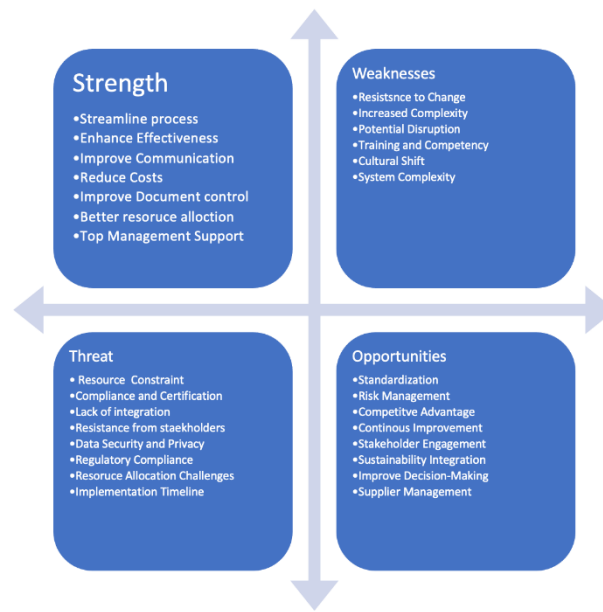 Strength
•Streamline process
•Enhance Effectiveness
•Improve Communication
•Reduce Costs
•Improve Document control
•Better resoruce alloction
•Top Management Support
Weaknesses
•Resistsnce to Change
•Increased Complexity
•Potential Disruption
•Training and Competency
•Cultural Shift
•System Complexity
Threat
• Resource Constraint
•Compliance and Certification
•Lack of integration
•Resistance from staekholders
•Data Security and Privacy
•Regulatory Compliance
•Resoruce Allocation Challenges
•Implementation Timeline
Opportunities
•Standardization
•Risk Management
•Competitve Advantage
•Continous Improvement
•Stakeholder Engagement
•Sustainability Integration
•Improve Decision-Making
•Supplier Management